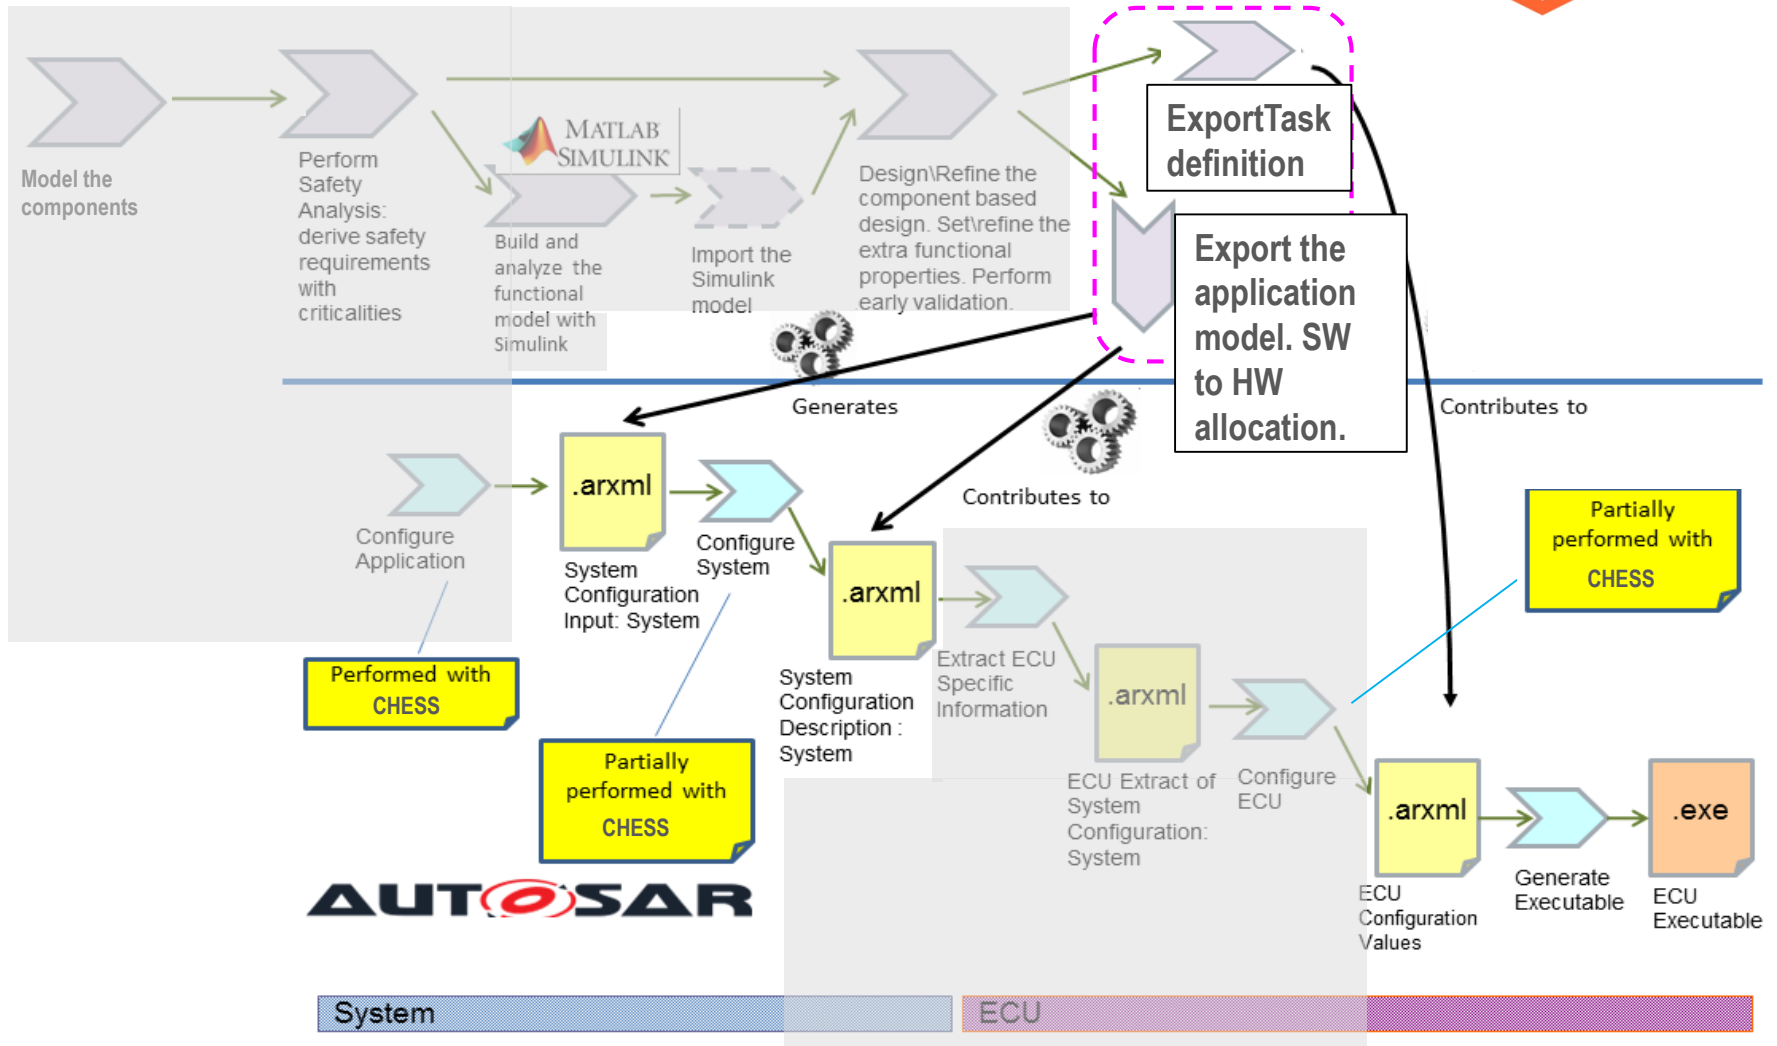 MATLAB
SIMULINK
ExportTask
definition
Model the
components
Perform
Safety
Analysis:
derive safety
requirements
with
criticalities
Build and
analyze the
functional
model with
Simulink
Import the
Simulink
model
Design\Refine the
component based
design. Set\refine the
extra functional
properties. Perform
early validation.
Export the
application
model. SW
to HW
allocation.
Generates
Contributes to
Contributes to
.arxml
Configure
Application
System
Configuration
Input: System
Configure
System
.arxml
System
Configuration
Description :
System
Extract ECU
Specific
Information
.arxml
ECU Extract of
System
Configuration:
System
Configure
ECU
Partially
performed with
CHESS
Performed with
CHESS
Partially
performed with
CHESS
.arxml
ECU
Configuration
Values
Generate
Executable
.exe
ECU
Executable
AUTOSAR
System
ECU